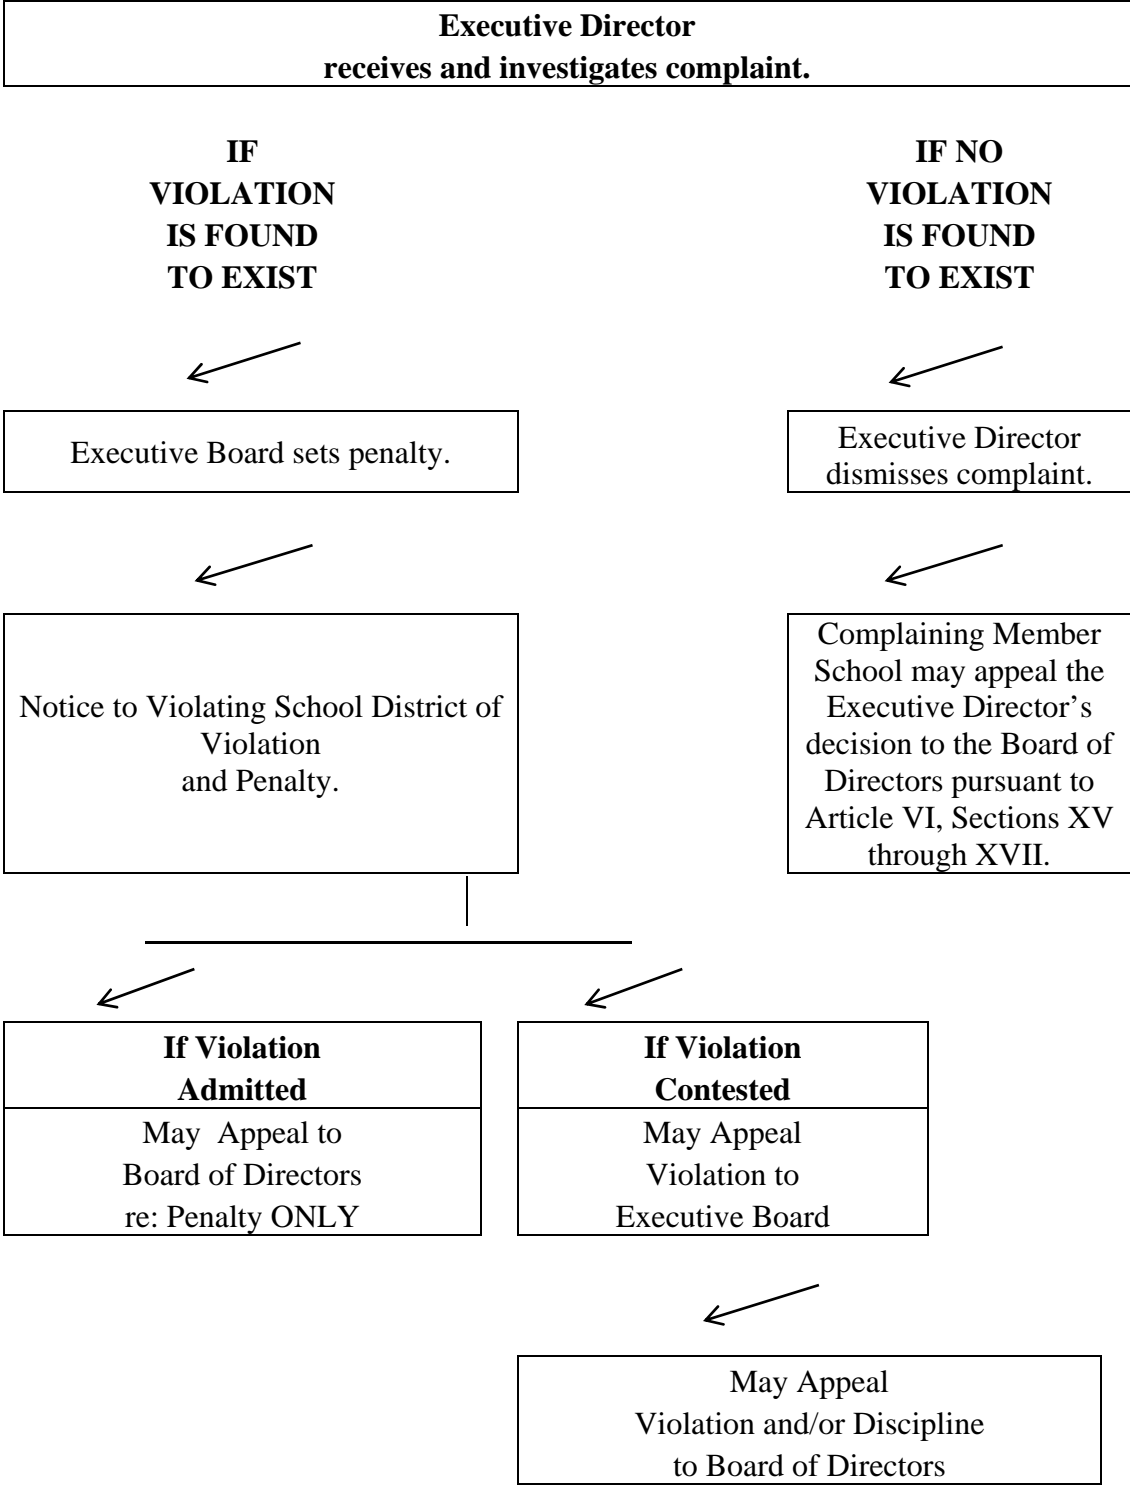 Executive Director
receives and investigates complaint.
IF
VIOLATION
IS FOUND
TO EXIST
IF NO
VIOLATION
IS FOUND
TO EXIST
Executive Board sets penalty.
Executive Director
dismisses complaint.
Notice to Violating School District of
Violation
and Penalty.
Complaining Member
School may appeal the
Executive Director’s
decision to the Board of
Directors pursuant to
Article VI, Sections XV
through XVII.
If Violation
Admitted
May Appeal to
Board of Directors
re: Penalty ONLY
If Violation
Contested
May Appeal
Violation to
Executive Board
May Appeal
Violation and/or Discipline
to Board of Directors